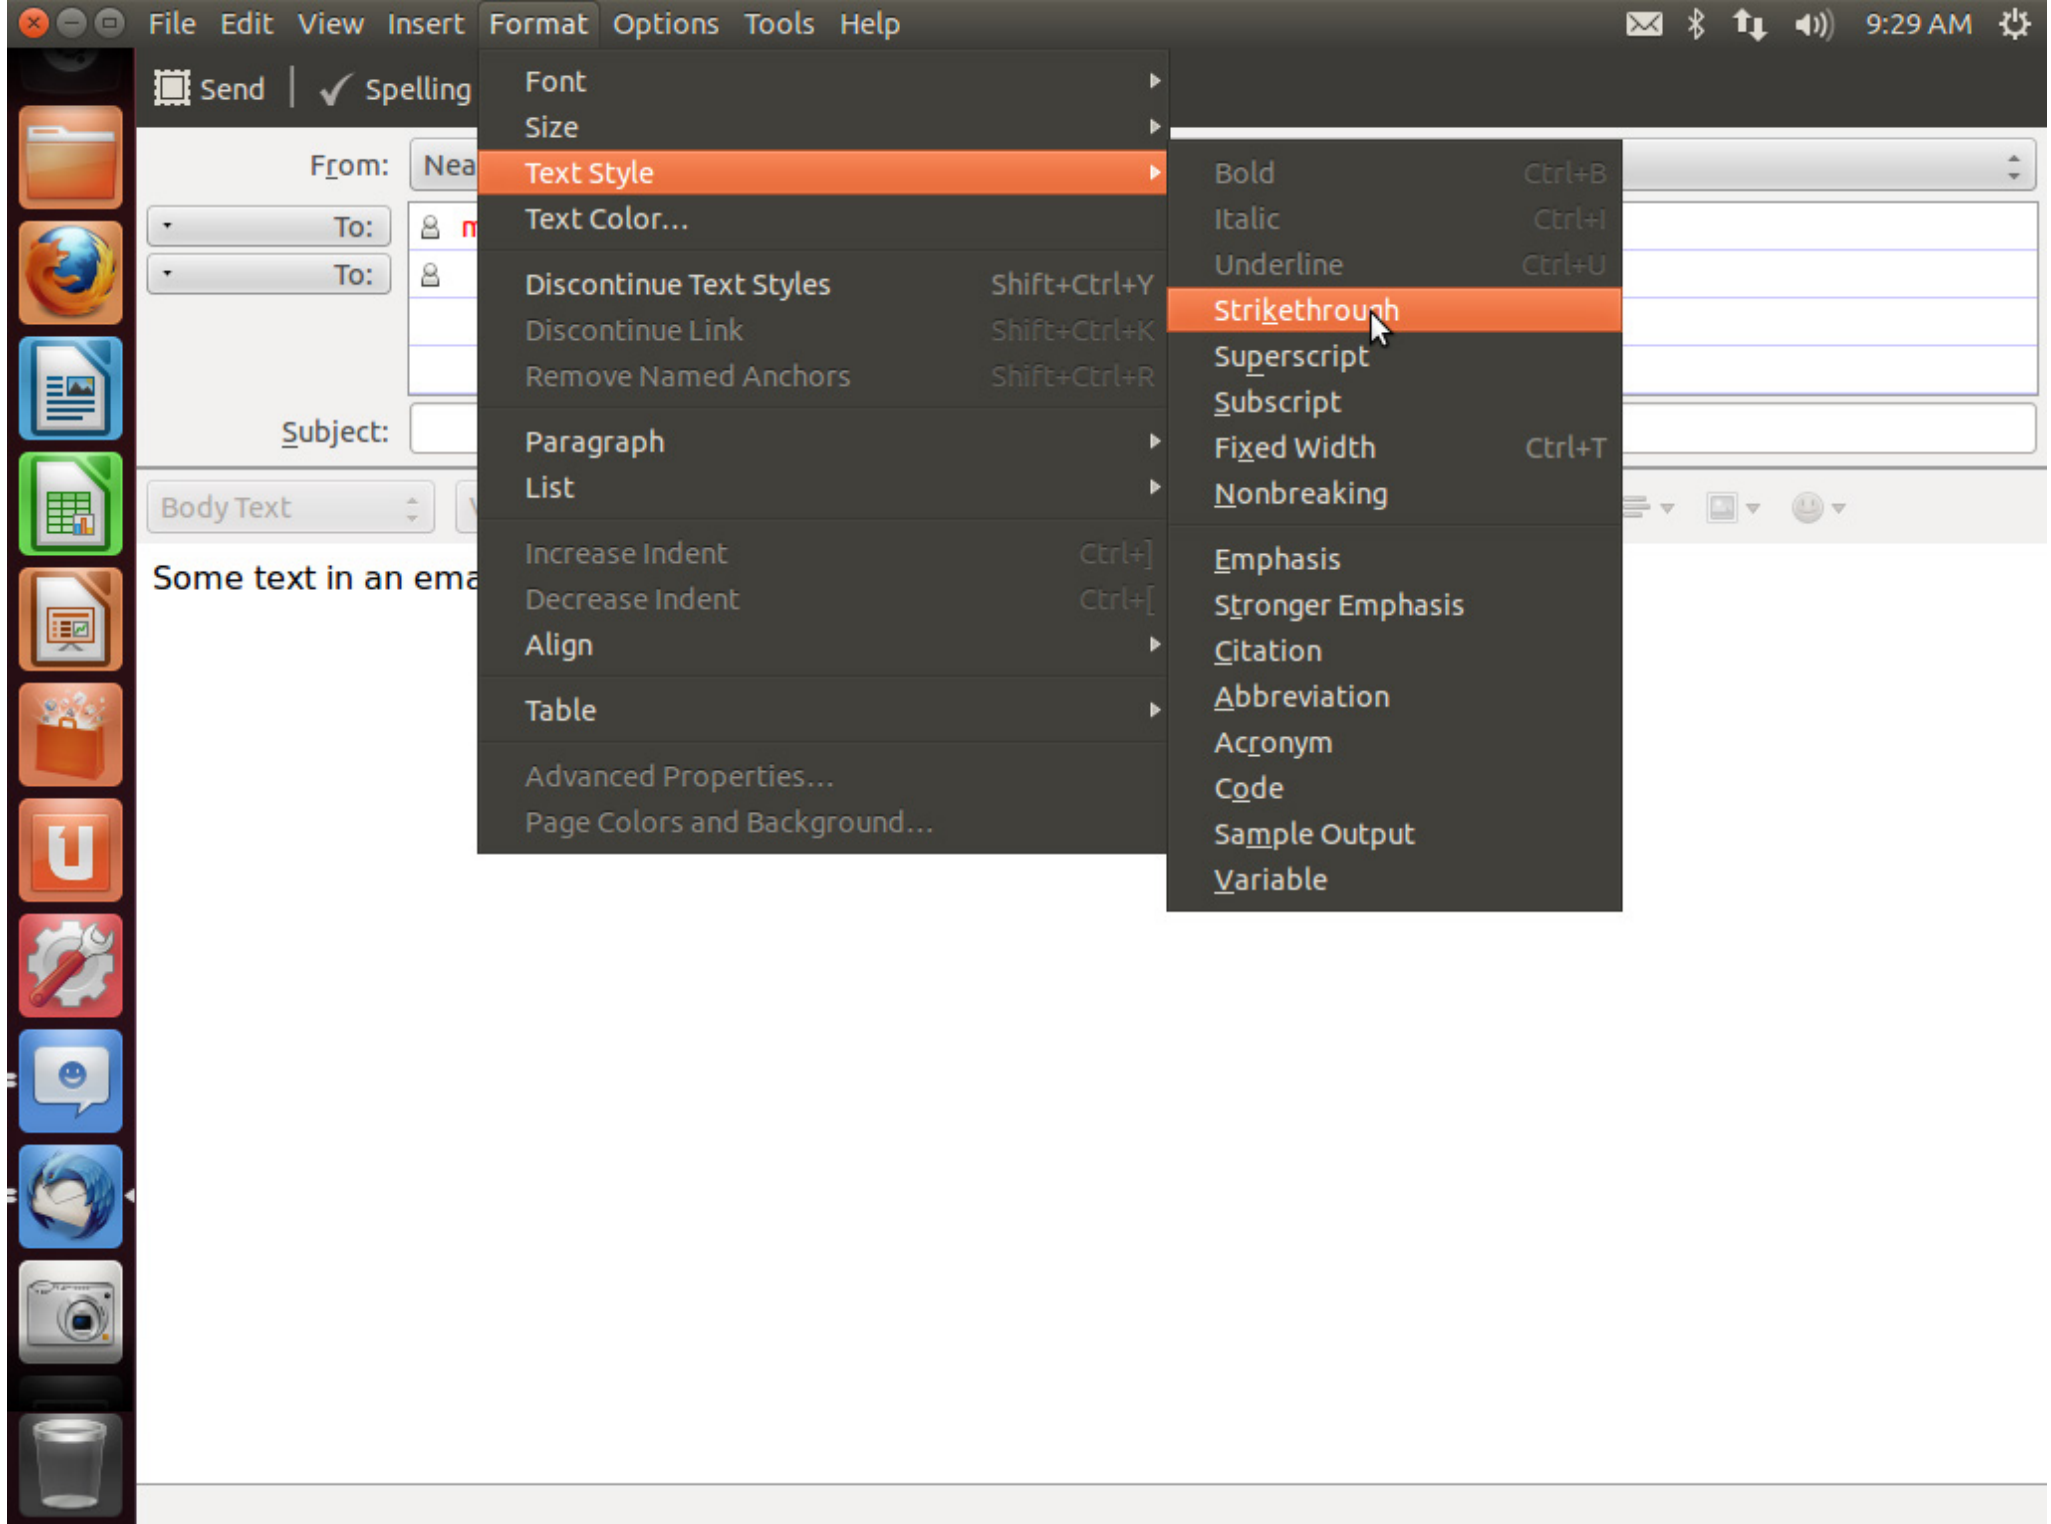 File Edit View Insert Format Options Tools Help 9:29 AM
Send Spelling
From: Nea
To:
To:
Subject:
Body Text
Some text in an ema
Font
Size
Text Style
Text Color...
Discontinue Text Styles Shift+Ctrl+Y
Discontinue Link Shift+Ctrl+K
Remove Named Anchors Shift+Ctrl+R
Paragraph
List
Increase Indent Ctrl+]
Decrease Indent Ctrl+[
Align
Table
Advanced Properties...
Page Colors and Background...
Bold Ctrl+B
Italic Ctrl+I
Underline Ctrl+U
Strikethrough
Superscript
Subscript
Fixed Width Ctrl+T
Nonbreaking
Emphasis
Stronger Emphasis
Citation
Abbreviation
Acronym
Code
Sample Output
Variable